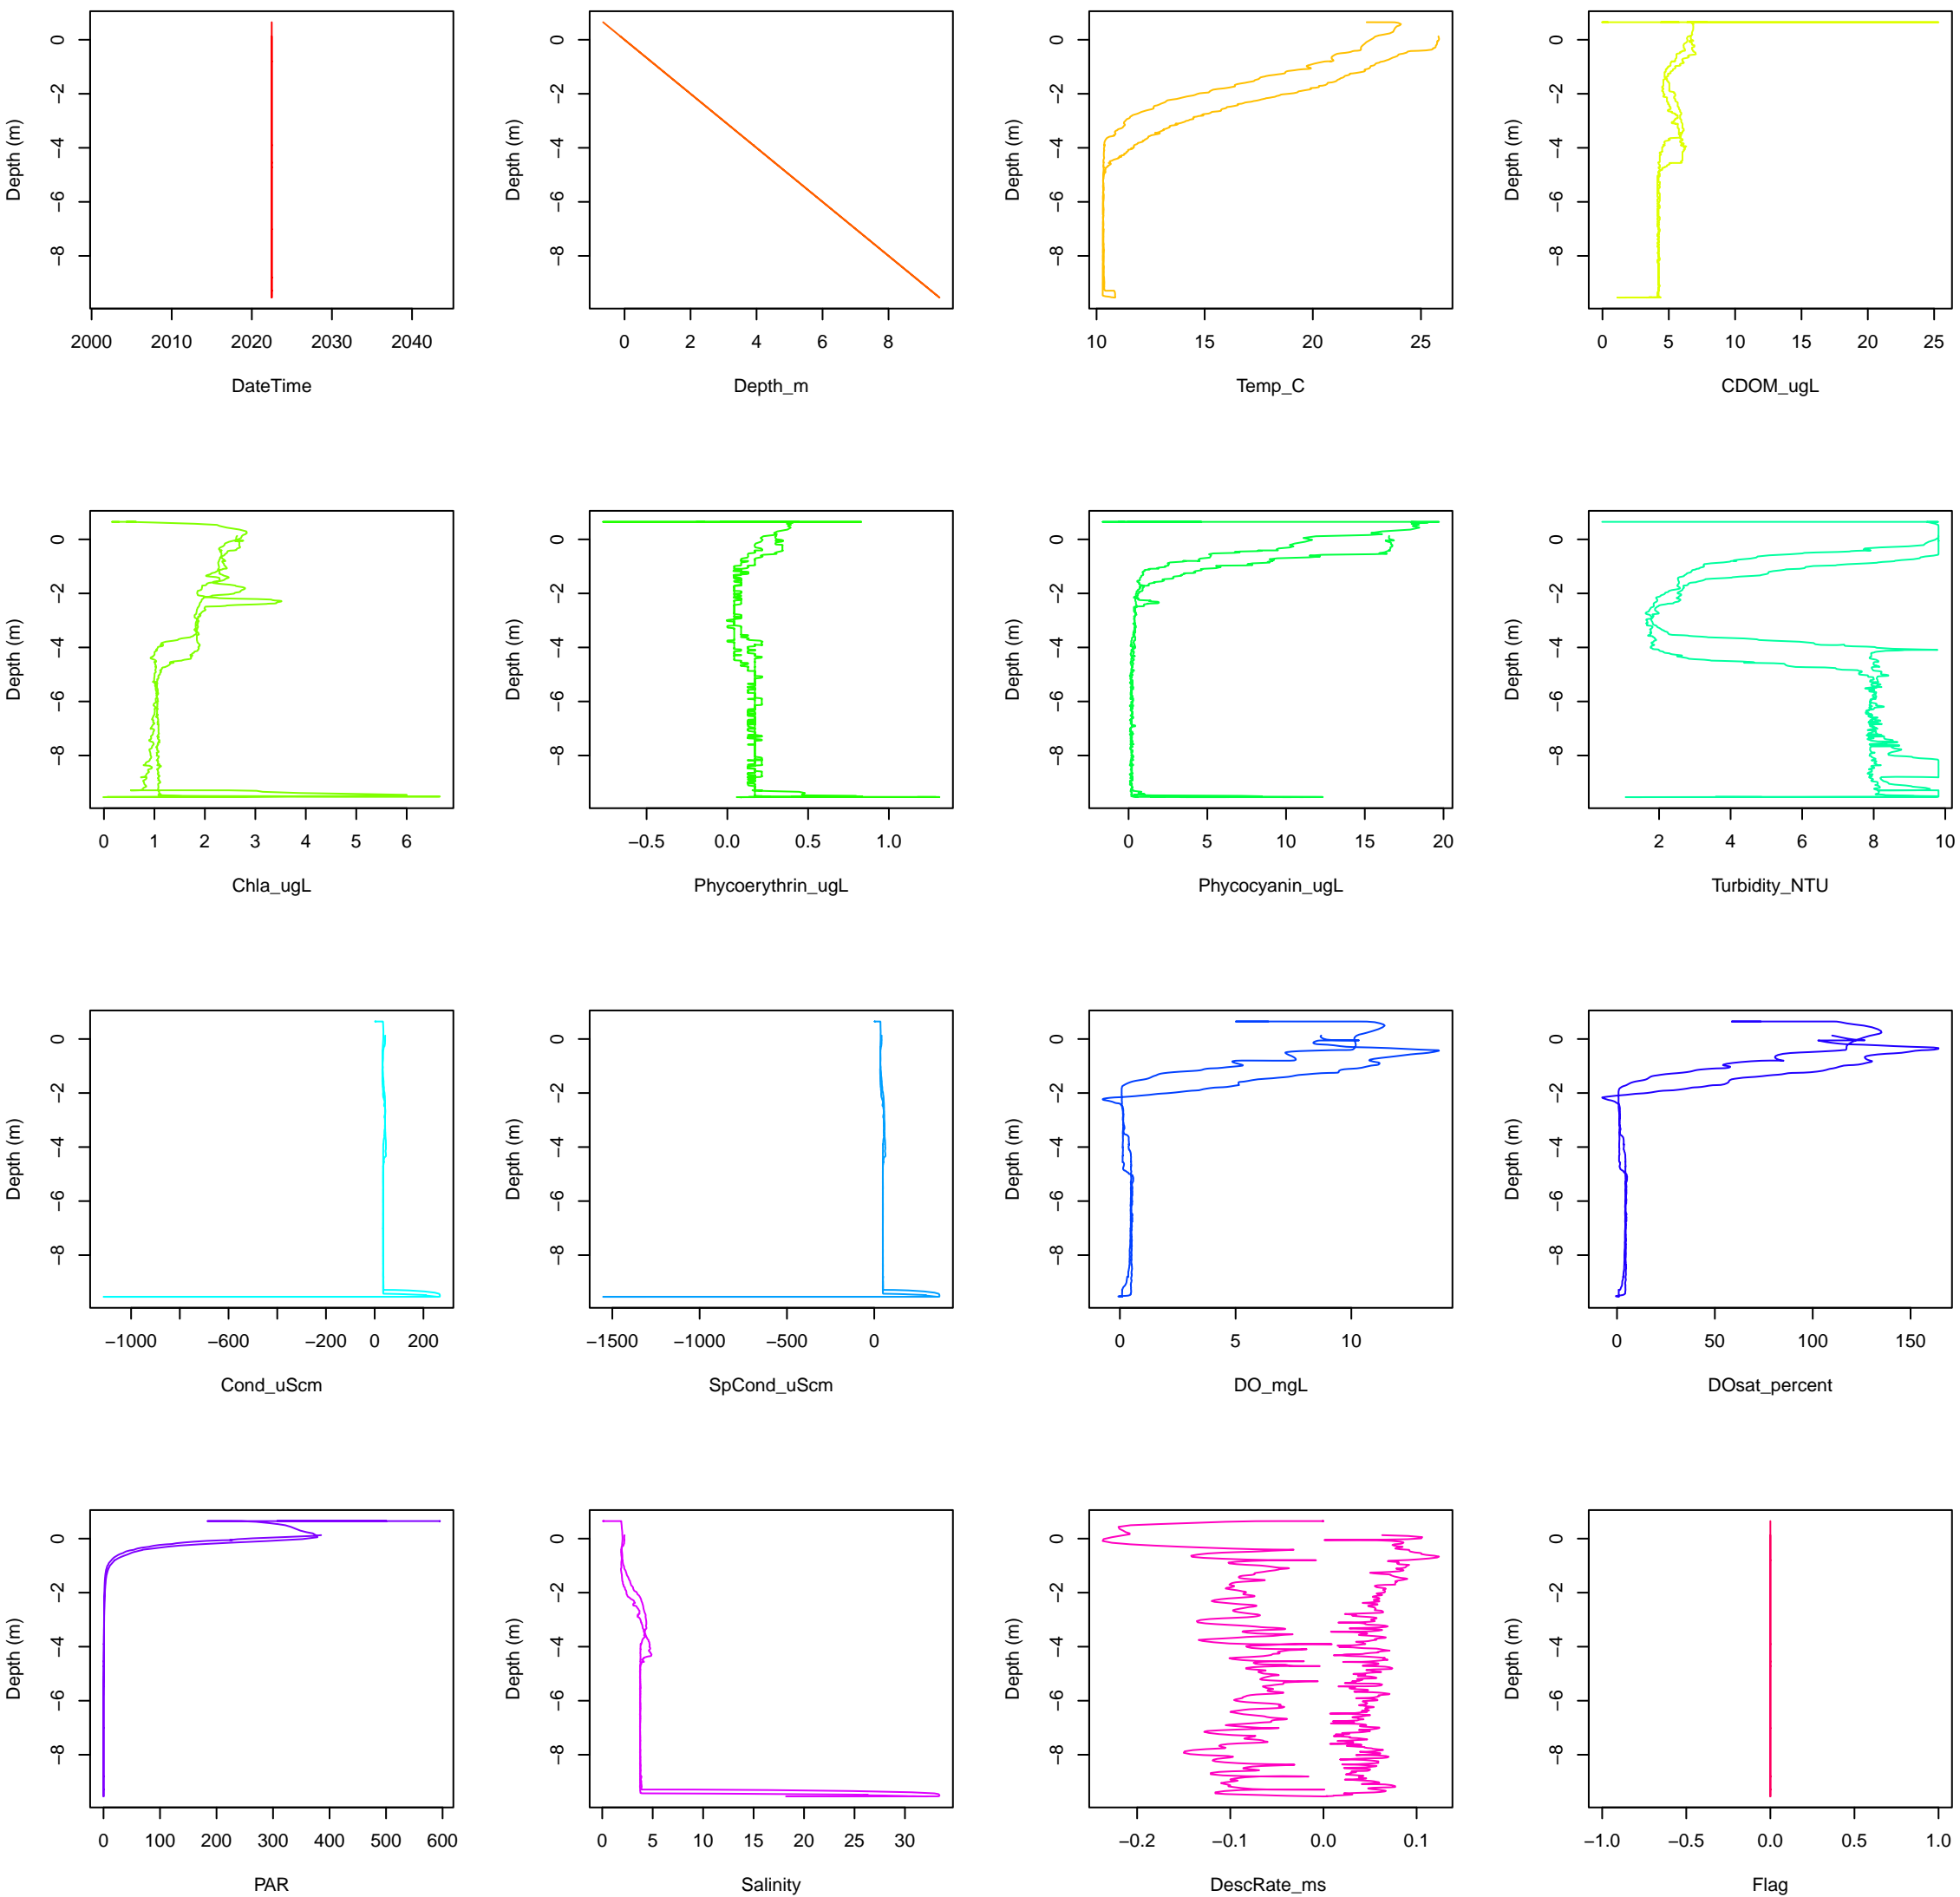 Depth (m)
0
−2
−4
−6
−8
2000 2010 2020 2030 2040
DateTime
Depth (m)
0
−2
−4
−6
−8
0 2 4 6 8
Depth_m
Depth (m)
0
−2
−4
−6
−8
10 15 20 25
Temp_C
Depth (m)
0
−2
−4
−6
−8
0 5 10 15 20 25
CDOM_ugL
Depth (m)
0
−2
−4
−6
−8
0 1 2 3 4 5 6
Chla_ugL
Depth (m)
0
−2
−4
−6
−8
−0.5 0.0 0.5 1.0
Phycoerythrin_ugL
Depth (m)
0
−2
−4
−6
−8
0 5 10 15 20
Phycocyanin_ugL
Depth (m)
0
−2
−4
−6
−8
2 4 6 8 10
Turbidity_NTU
Depth (m)
0
−2
−4
−6
−8
−1000 −600 −200 0 200
Cond_uScm
Depth (m)
0
−2
−4
−6
−8
−1500 −1000 −500 0
SpCond_uScm
Depth (m)
0
−2
−4
−6
−8
0 5 10
DO_mgL
Depth (m)
0
−2
−4
−6
−8
0 50 100 150
DOsat_percent
Depth (m)
0
−2
−4
−6
−8
0 100 200 300 400 500 600
PAR
Depth (m)
0
−2
−4
−6
−8
0 5 10 15 20 25 30
Salinity
Depth (m)
0
−2
−4
−6
−8
−0.2 −0.1 0.0 0.1
DescRate_ms
Depth (m)
0
−2
−4
−6
−8
−1.0 −0.5 0.0 0.5 1.0
Flag